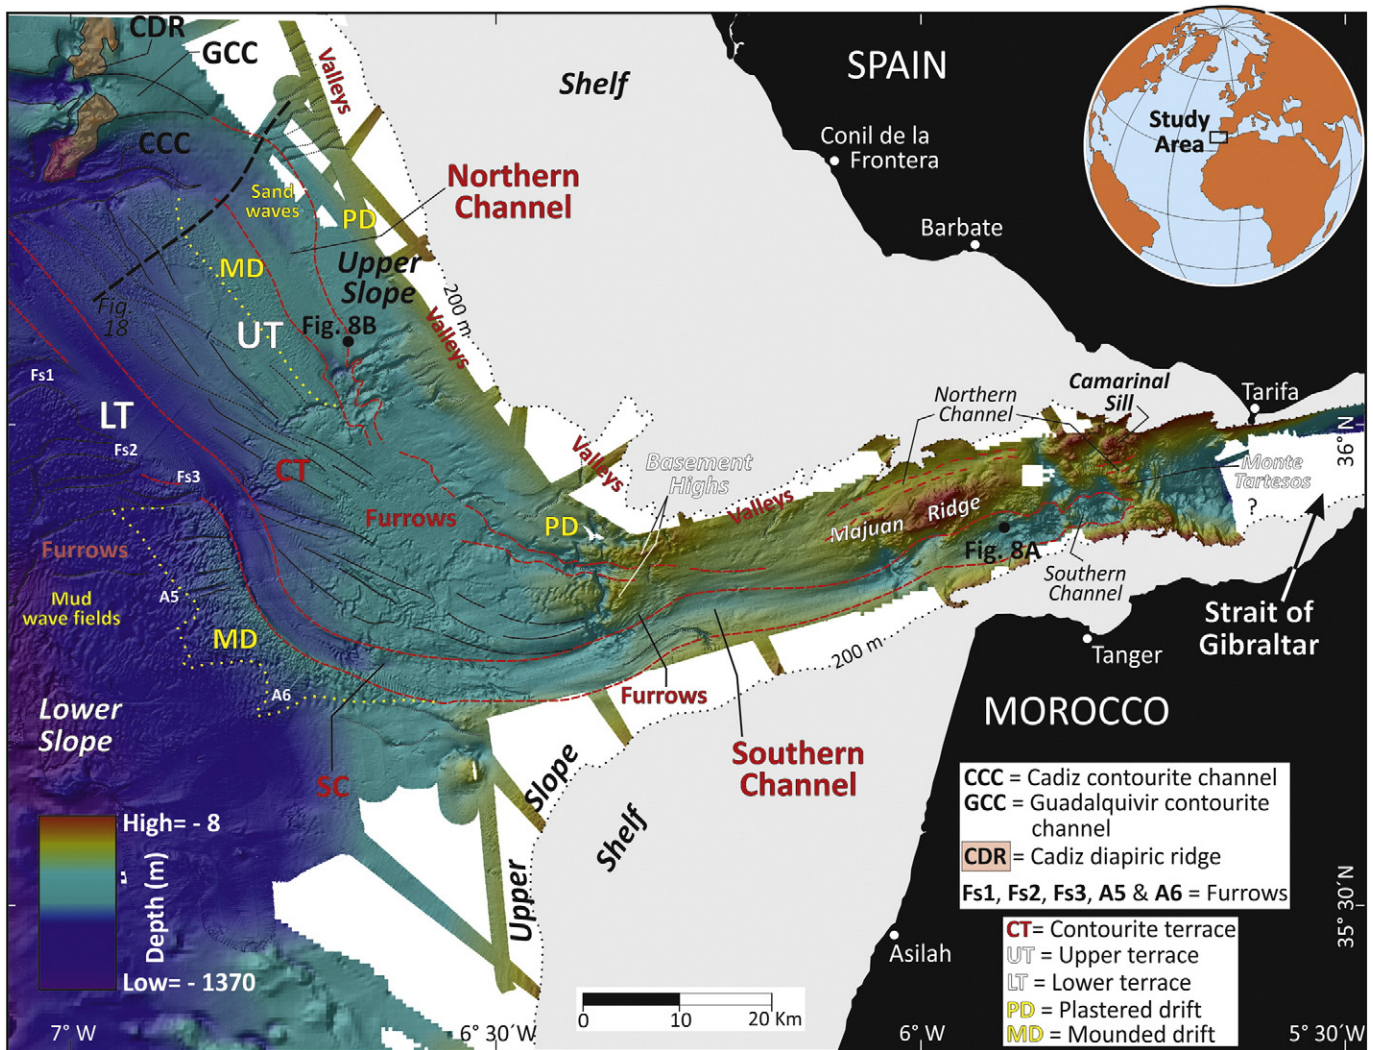 CDR
GCC
Valleys
Shelf
SPAIN
Study
Area
CCC
Conil de la
Frontera
Sand
waves
Northern
Channel
PD
Barbate
MD
Upper
Slope
200 m
Fig.
18
UT
Fig. 8B
Valleys
Fs1
LT
Northern
Channel
Camarinal
Sill
Tarifa
36° N
Fs2
Fs3
CT
Valleys
Basement
Highs
Monte
Tartesos
?
Furrows
PD
Valleys
Majuan Ridge
Fig. 8A
Furrows
Southern
Channel
A5
Mud
wave fields
MD
Strait of
Gibraltar
Tanger
200 m
A6
Furrows
Lower
Slope
MOROCCO
Southern
Channel
SC
Slope
Shelf
Upper
High= - 8
Depth (m)
Low= - 1370
CCC = Cadiz contourite channel
GCC = Guadalquivir contourite
channel
CDR = Cadiz diapiric ridge
Fs1, Fs2, Fs3, A5 & A6 = Furrows
CT= Contourite terrace
UT = Upper terrace
LT = Lower terrace
PD = Plastered drift
MD = Mounded drift
35° 30´N
Asilah
0 10 20 Km
7° W
6° 30´W
6° W
5° 30´W